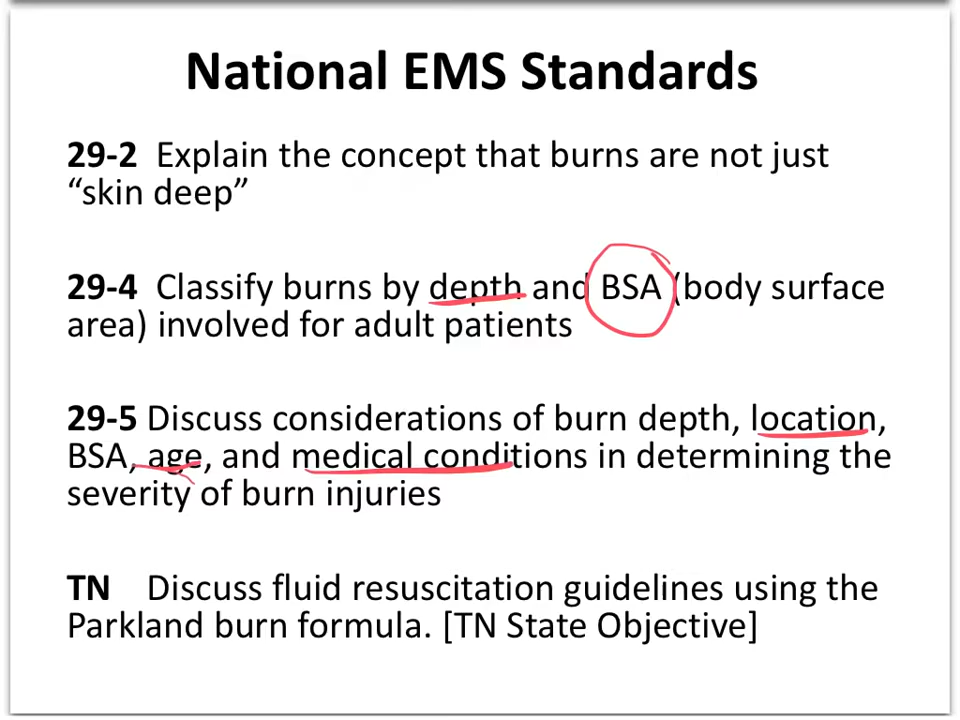 National EMS Standards
29-2 Explain the concept that burns are not just
“skin deep”
29-4 Classify burns by depth and BSA (body surface
area) involved for adult patients
29-5 Discuss considerations of burn depth, location,
BSA, age, and medical conditions in determining the
severity of burn injuries
TN Discuss fluid resuscitation guidelines using the
Parkland burn formula. [TN State Objective]